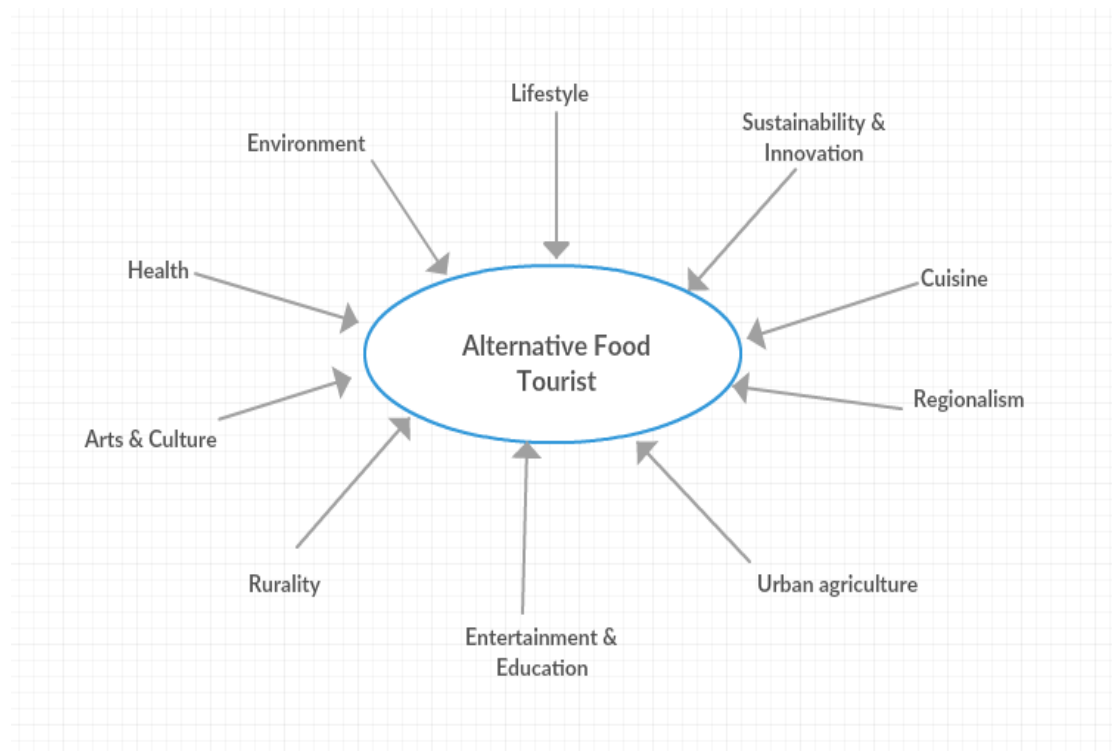 Lifestyle
Sustainability &
Innovation
Environment
Health
Cuisine
Alternative Food
Tourist
Regionalism
Arts & Culture
Rurality
Urban agriculture
Entertainment &
Education